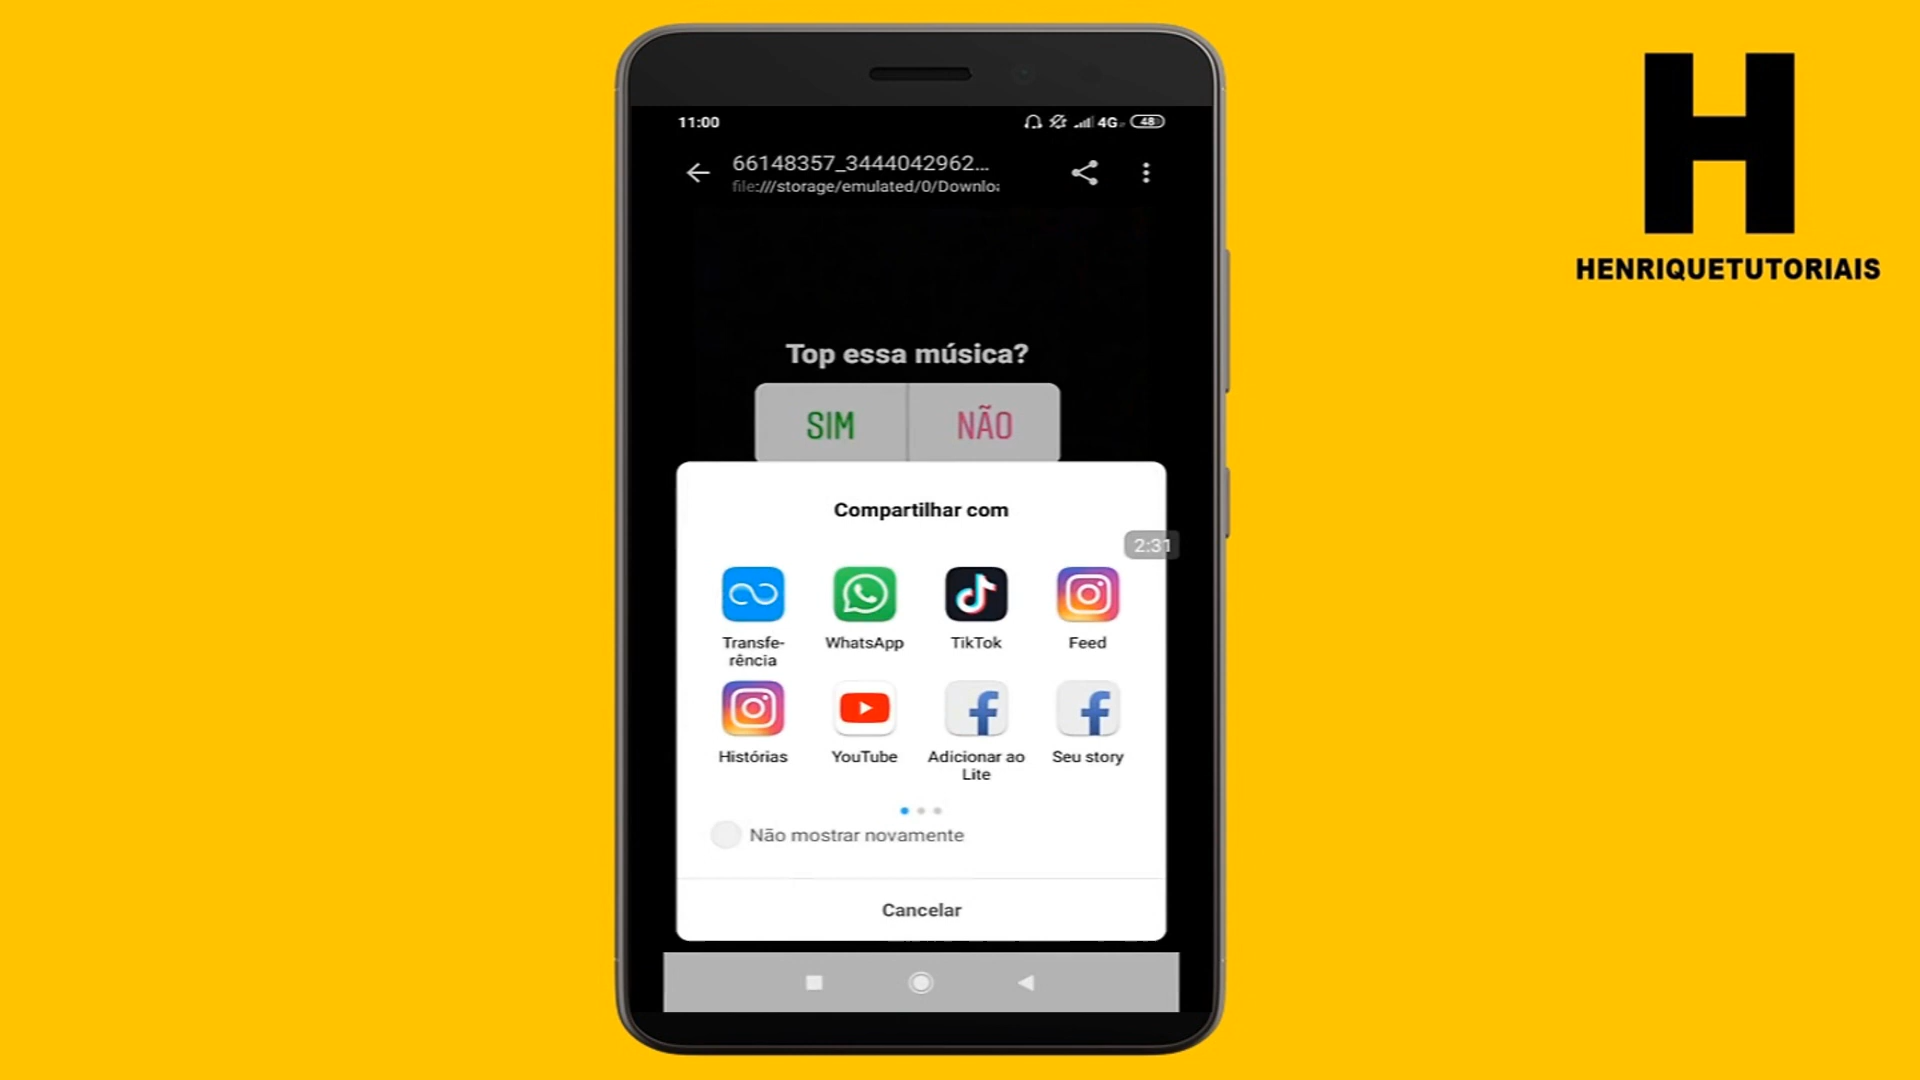 H
HENRIQUETUTORIAIS
11:00
4G
48
66148357_3444042962...
file:///storage/emulated/0/Downloa
Top essa música?
SIM
NÃO
Compartilhar com
2:31
Transfe-
rência
WhatsApp
TikTok
Feed
Histórias
YouTube
Adicionar ao
Lite
Seu story
Não mostrar novamente
Cancelar